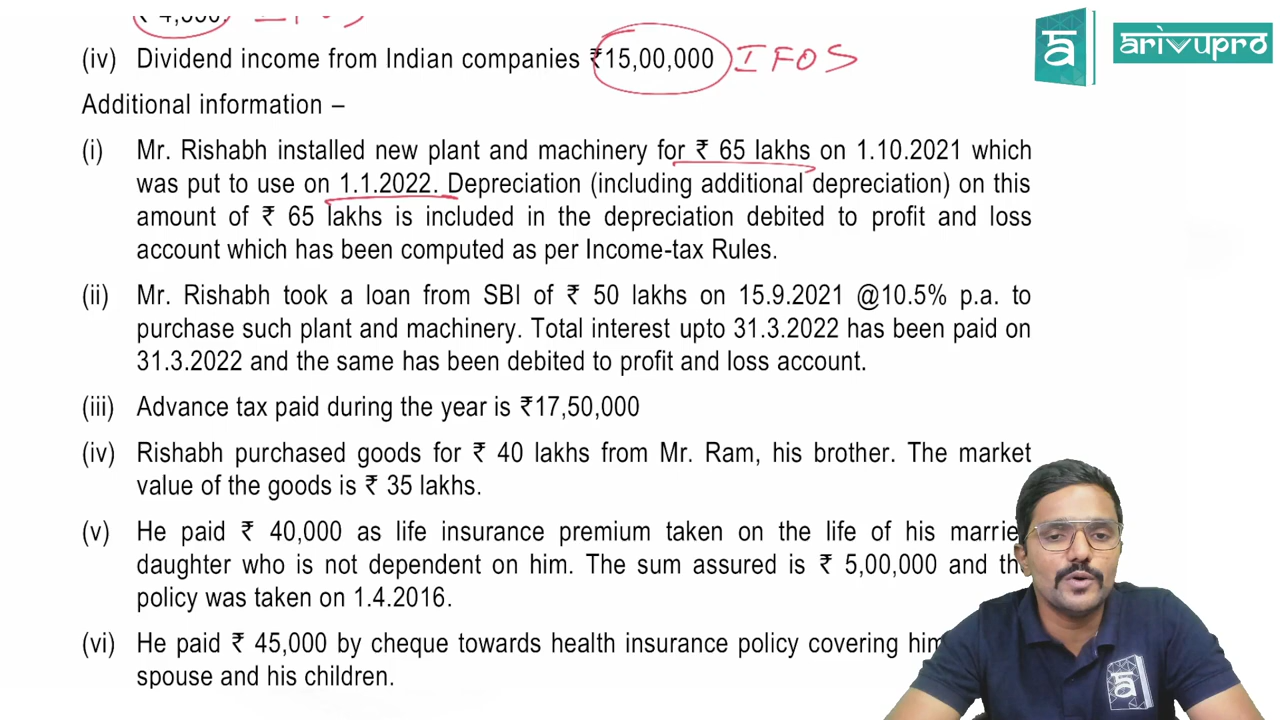 ₹ 4,550. IFOS
(iv) Dividend income from Indian companies ₹15,00,000 IFOS
Additional information –
(i) Mr. Rishabh installed new plant and machinery for ₹ 65 lakhs on 1.10.2021 which
was put to use on 1.1.2022. Depreciation (including additional depreciation) on this
amount of ₹ 65 lakhs is included in the depreciation debited to profit and loss
account which has been computed as per Income-tax Rules.
(ii) Mr. Rishabh took a loan from SBI of ₹ 50 lakhs on 15.9.2021 @10.5% p.a. to
purchase such plant and machinery. Total interest upto 31.3.2022 has been paid on
31.3.2022 and the same has been debited to profit and loss account.
(iii) Advance tax paid during the year is ₹17,50,000
(iv) Rishabh purchased goods for ₹ 40 lakhs from Mr. Ram, his brother. The market
value of the goods is ₹ 35 lakhs.
(v) He paid ₹ 40,000 as life insurance premium taken on the life of his marrie
daughter who is not dependent on him. The sum assured is ₹ 5,00,000 and th
policy was taken on 1.4.2016.
(vi) He paid ₹ 45,000 by cheque towards health insurance policy covering him
spouse and his children.
arivupro